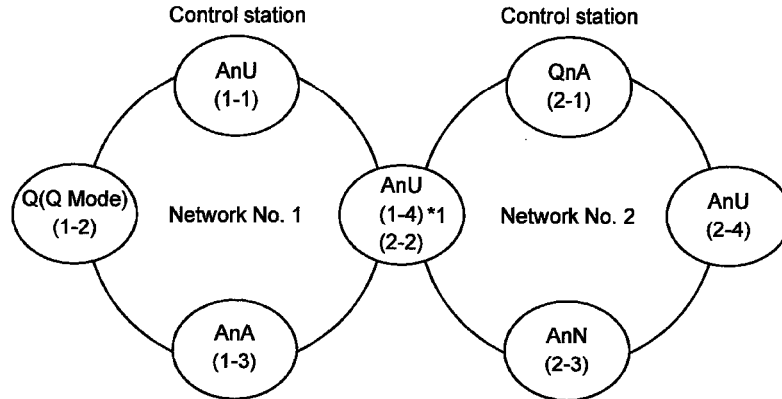 Control station
Control station
AnU
(1-1)
QnA
(2-1)
Q(Q Mode)
(1-2)
Network No. 1
AnU
(1-4) *1
(2-2)
Network No. 2
AnU
(2-4)
AnA
(1-3)
AnN
(2-3)